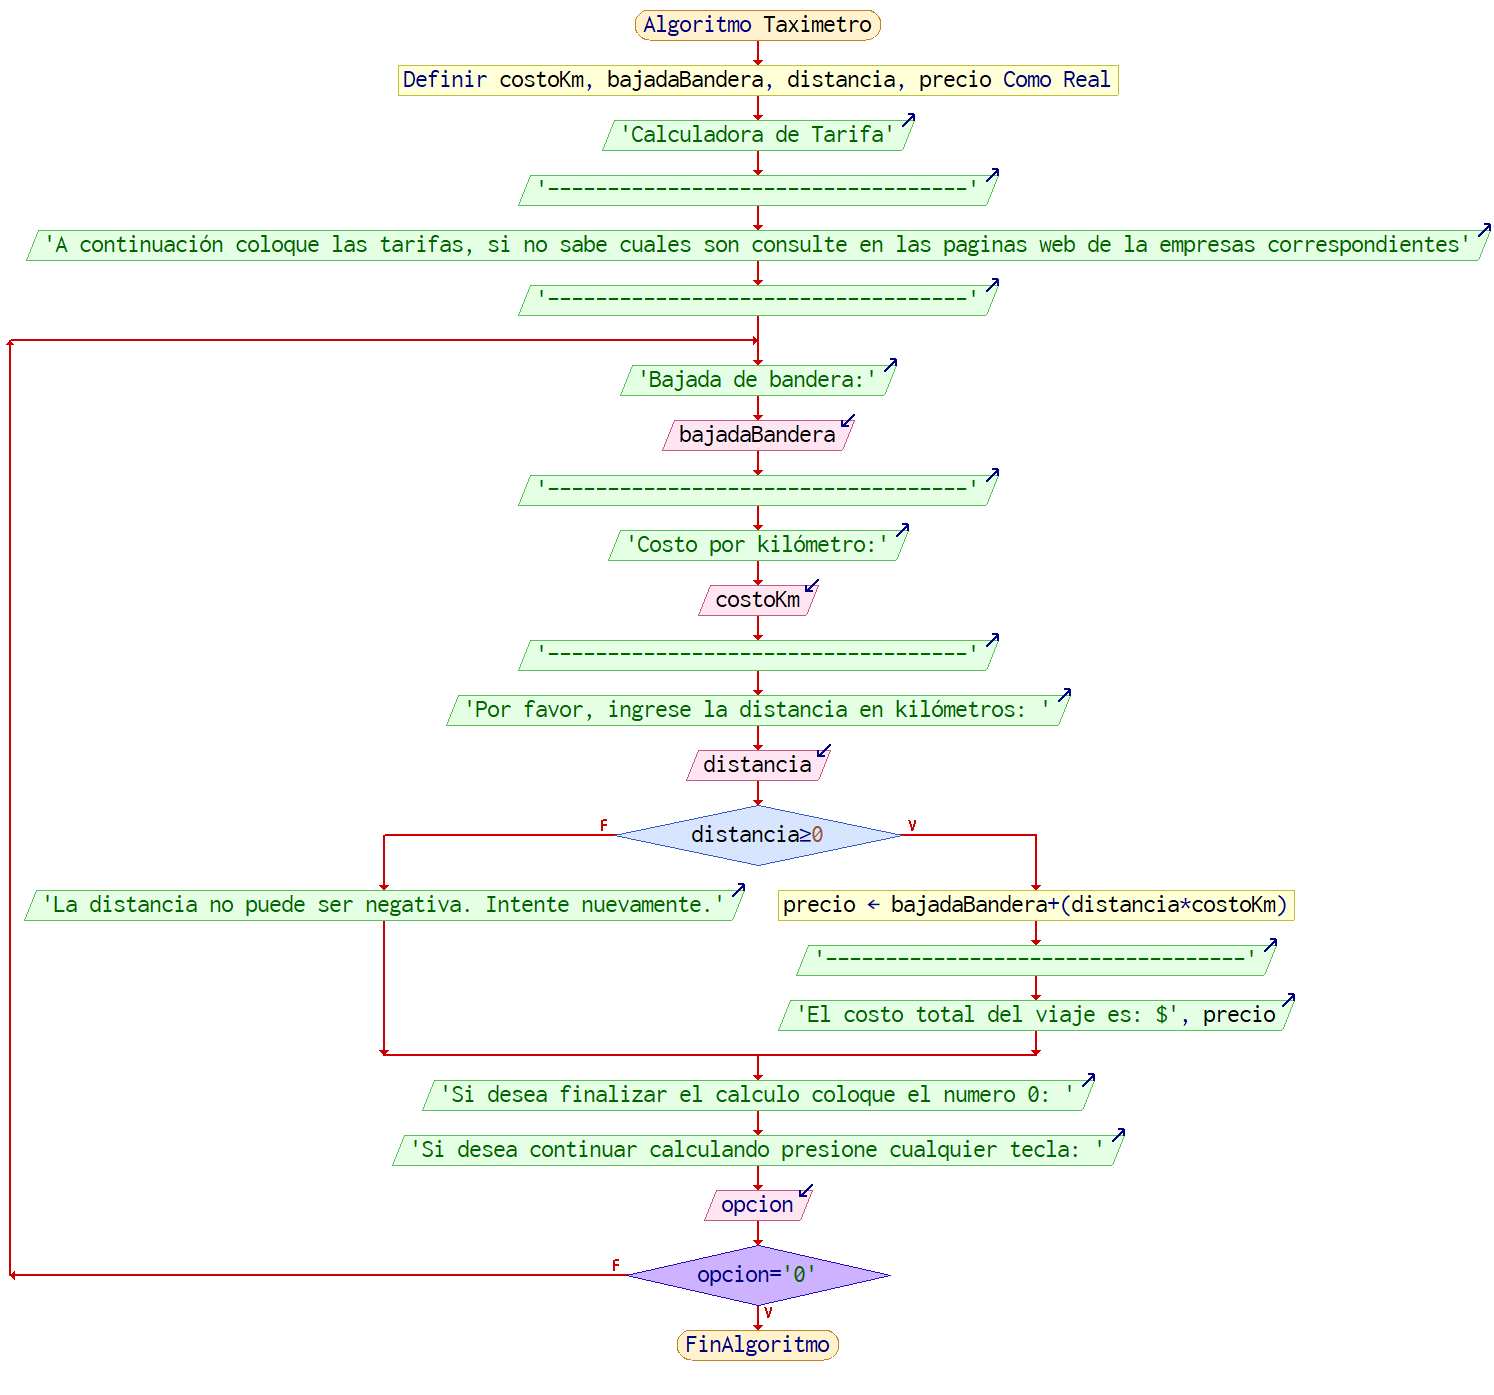 Algoritmo Taximetro
Definir costoKm, bajadaBandera, distancia, precio Como Real
'Calculadora de Tarifa'
'-----------------------------------'
'A continuación coloque las tarifas, si no sabe cuales son consulte en las paginas web de la empresas correspondientes'
'-----------------------------------'
'Bajada de bandera:'
bajadaBandera
'-----------------------------------'
'Costo por kilómetro:'
costoKm
'-----------------------------------'
'Por favor, ingrese la distancia en kilómetros: '
distancia
F
distancia≥0
V
'La distancia no puede ser negativa. Intente nuevamente.'
precio ← bajadaBandera+(distancia*costoKm)
'-----------------------------------'
'El costo total del viaje es: $', precio
'Si desea finalizar el calculo coloque el numero 0: '
'Si desea continuar calculando presione cualquier tecla: '
opcion
F
opcion='0'
V
FinAlgoritmo